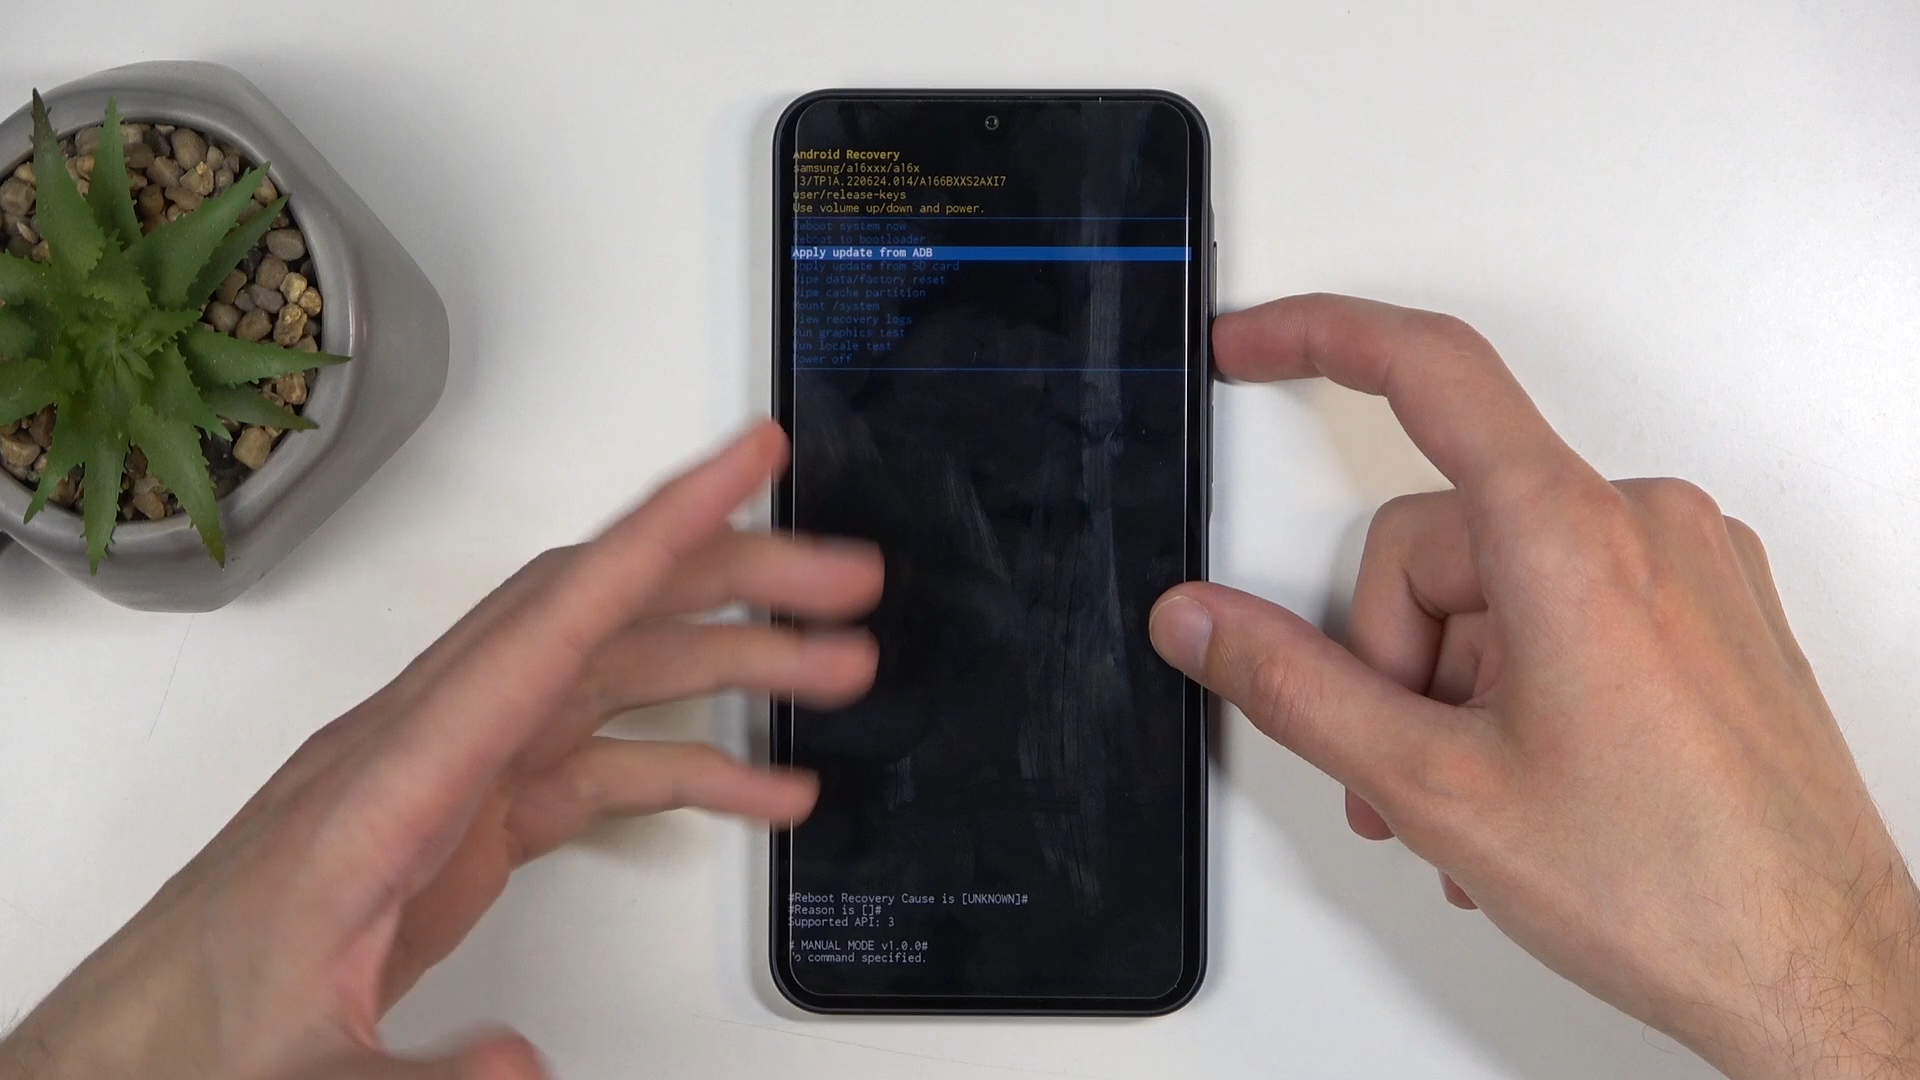 Android Recovery
samsung/a16xxx/a16x
13/TP1A.220624.014/A166BXXS2AXI7
user/release-keys
Use volume up/down and power.
Reboot system now
Reboot to bootloader
Apply update from ADB
Apply update from SD card
Wipe data/factory reset
Wipe cache partition
Mount /system
View recovery logs
Run graphics test
Run locale test
Power off
#Reboot Recovery Cause is [UNKNOWN]#
#Reason is []#
Supported API: 3
# MANUAL MODE v1.0.0#
No command specified.